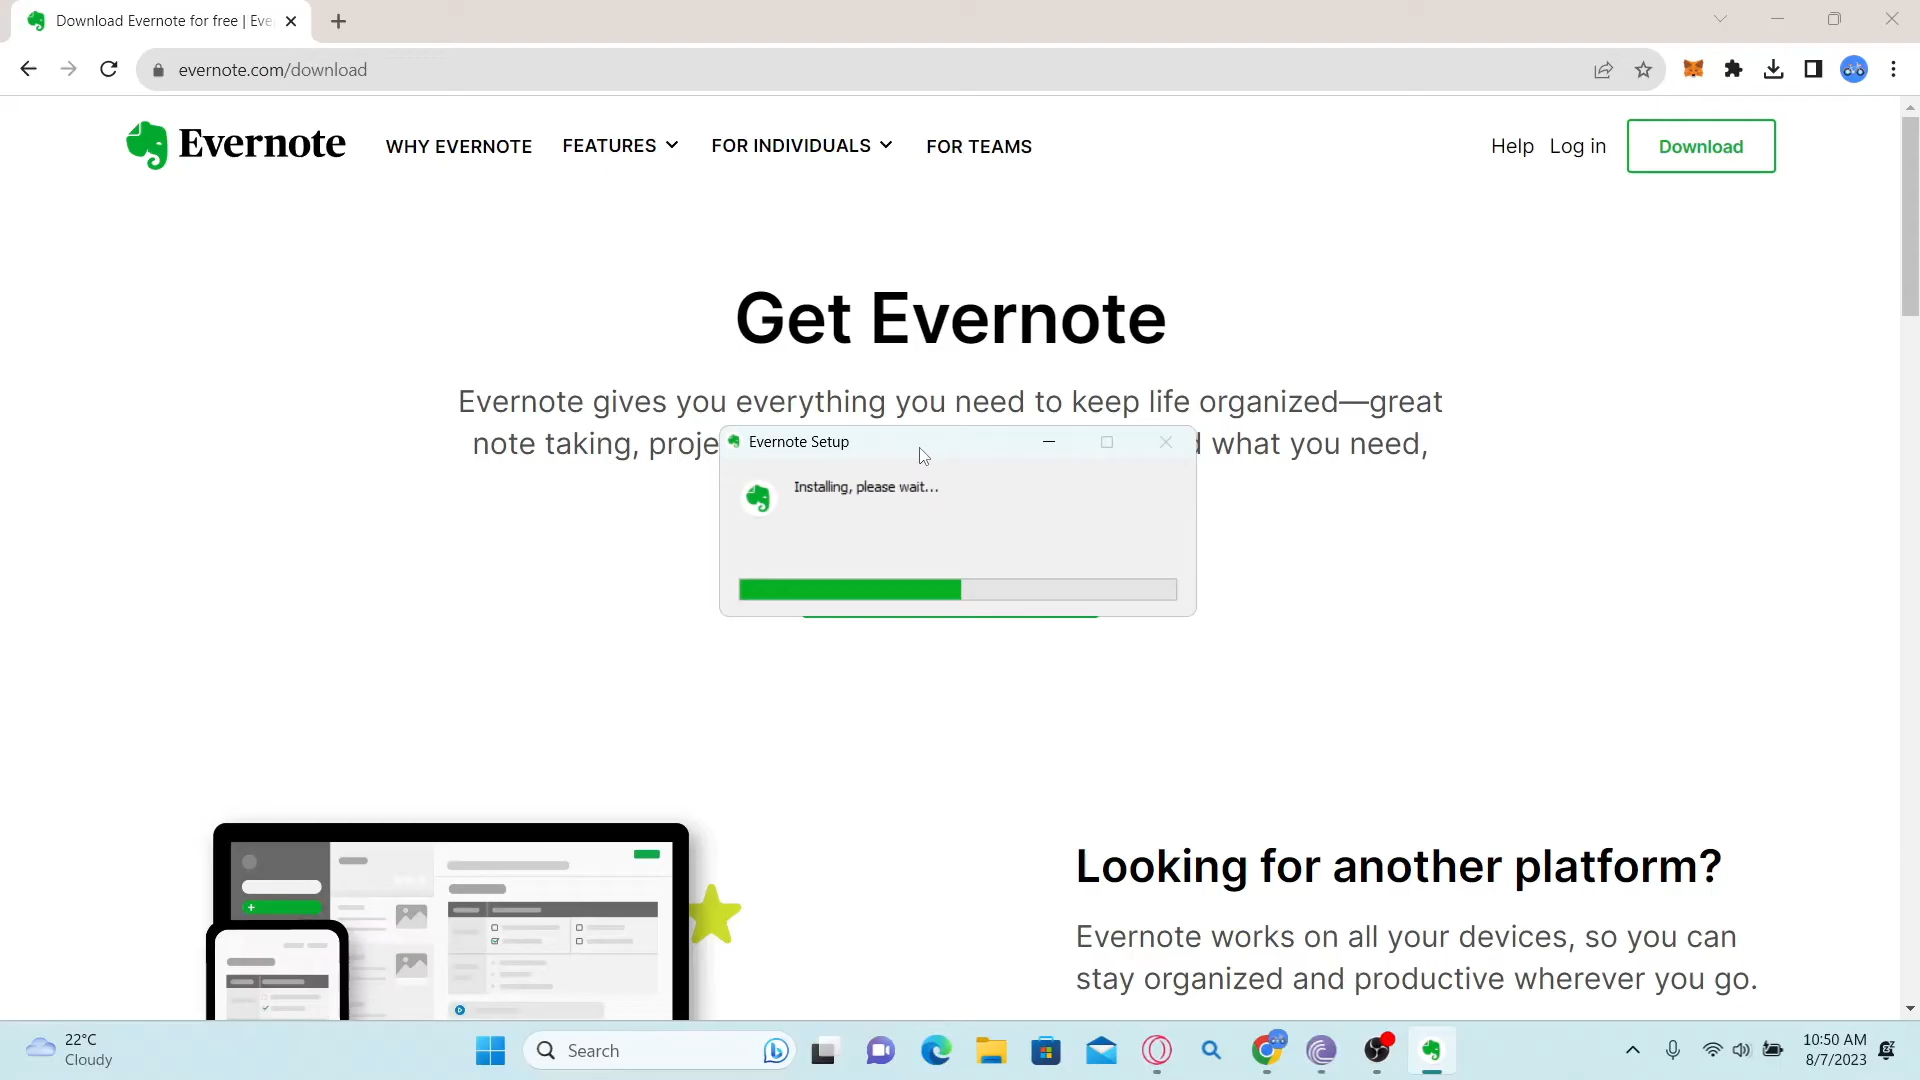 Download Evernote for free | Eve
evernote.com/download
Evernote
WHY EVERNOTE
FEATURES
FOR INDIVIDUALS
FOR TEAMS
Help
Log in
Download
Get Evernote
Evernote gives you everything you need to keep life organized—great
note taking, proje
what you need,
Evernote Setup
Installing, please wait...
Looking for another platform?
Evernote works on all your devices, so you can
stay organized and productive wherever you go.
22°C
Cloudy
Search
10:50 AM
8/7/2023